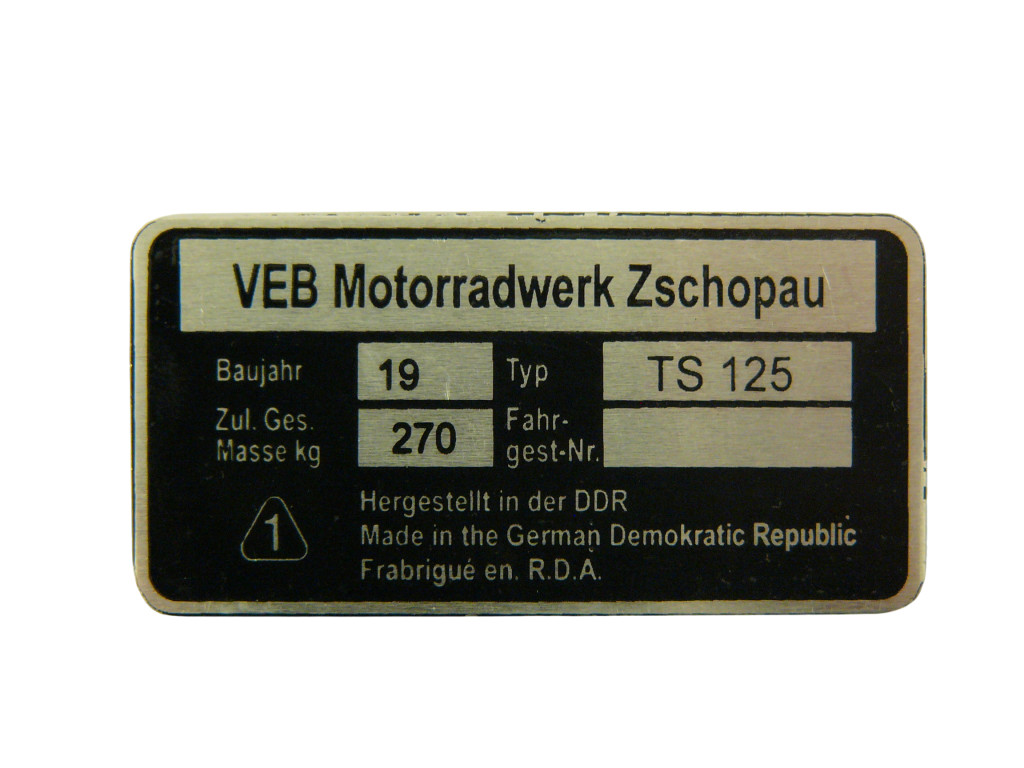 VEB Motorradwerk Zschopau
Baujahr 19 Typ TS 125
Zul. Ges. Masse kg 270 Fahr-gest-Nr.
1
Hergestellt in der DDR
Made in the German Demokratic Republic
Frabrigué en. R.D.A.